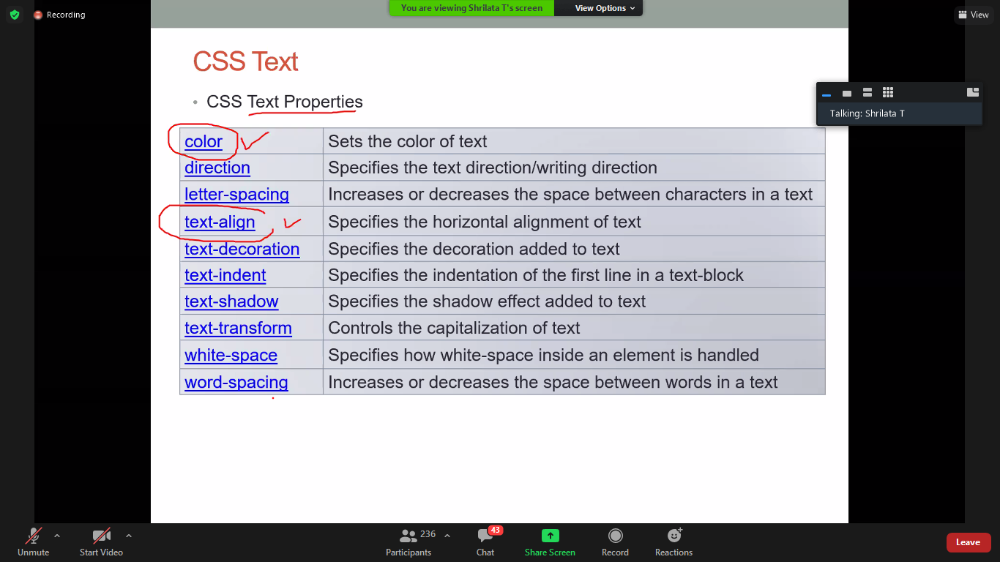 Recording
You are viewing Shrilata T's screen
View Options
View
CSS Text
• CSS Text Properties
Talking: Shrilata T
color Sets the color of text
direction Specifies the text direction/writing direction
letter-spacing Increases or decreases the space between characters in a text
text-align Specifies the horizontal alignment of text
text-decoration Specifies the decoration added to text
text-indent Specifies the indentation of the first line in a text-block
text-shadow Specifies the shadow effect added to text
text-transform Controls the capitalization of text
white-space Specifies how white-space inside an element is handled
word-spacing Increases or decreases the space between words in a text
Unmute
Start Video
236
Participants
43
Chat
Share Screen
Record
Reactions
Leave